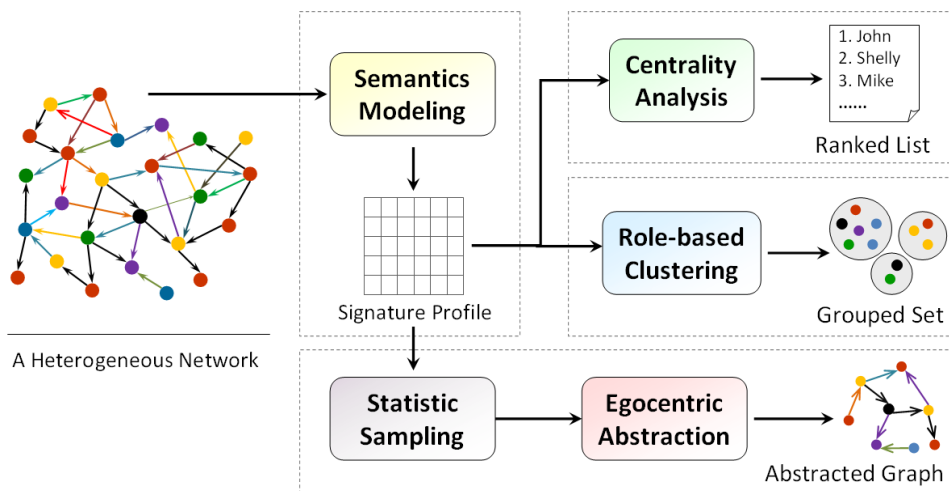 Semantics
Modeling
Signature Profile
A Heterogeneous Network
Centrality
Analysis
1. John
2. Shelly
3. Mike
......
Ranked List
Role-based
Clustering
Grouped Set
Statistic
Sampling
Egocentric
Abstraction
Abstracted Graph